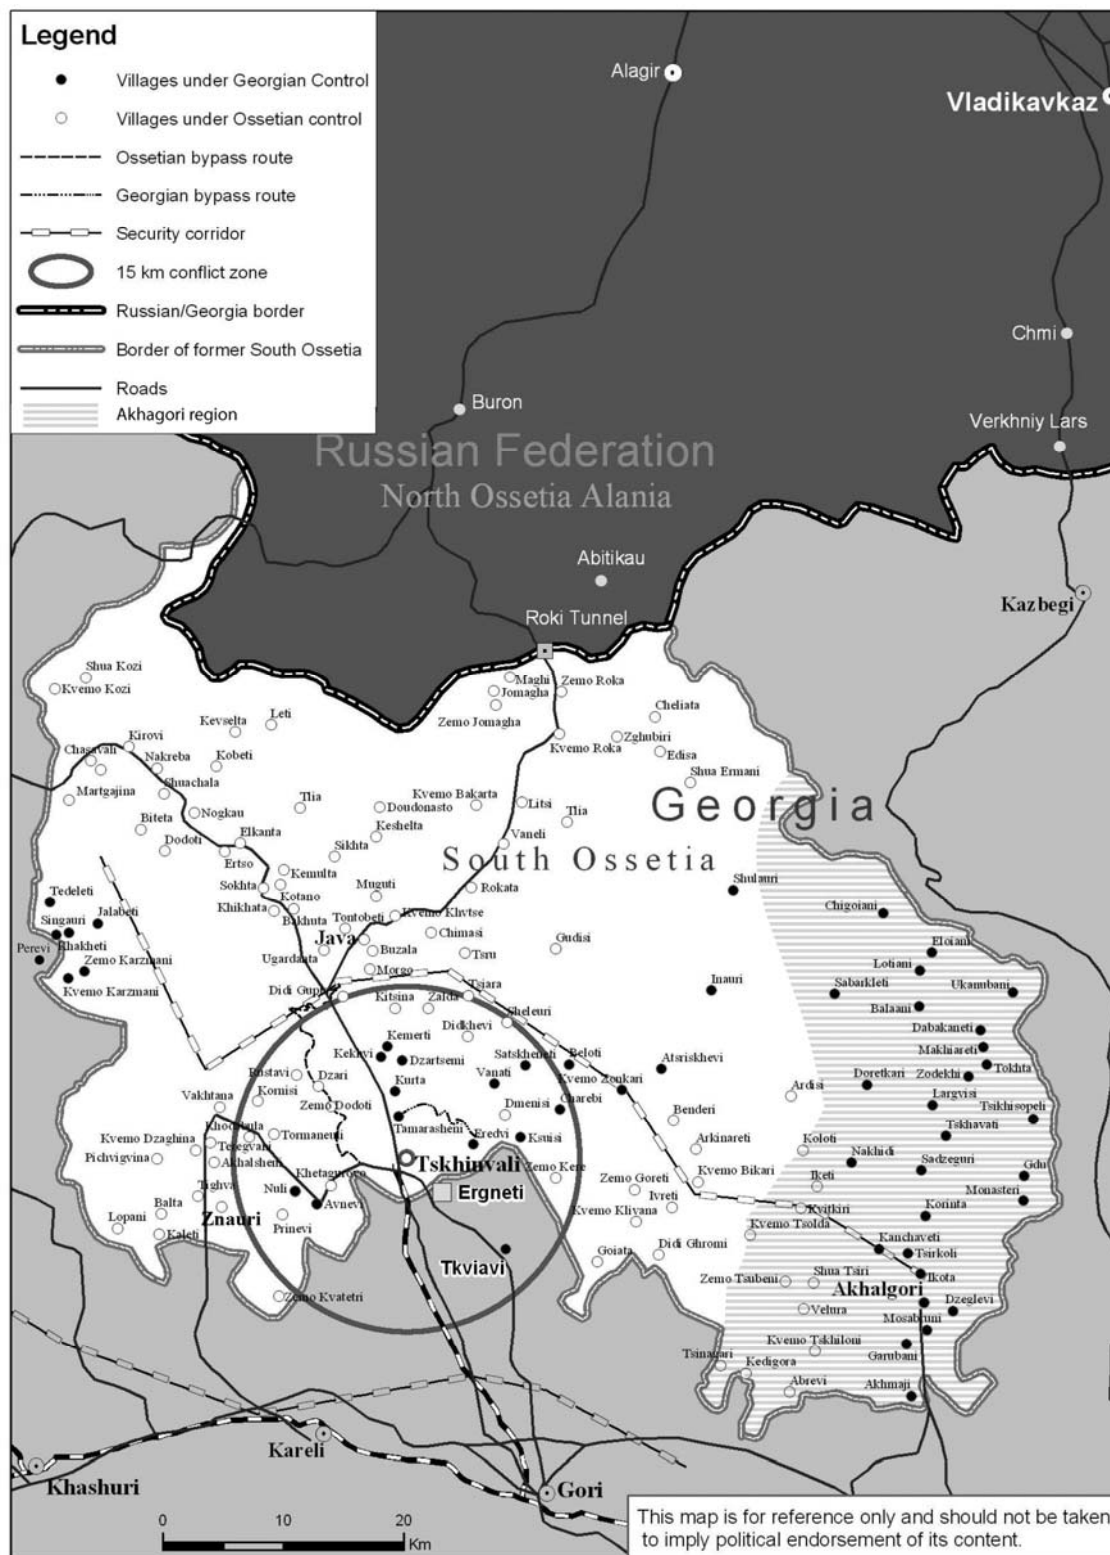 Legend
Villages under Georgian Control
Villages under Ossetian control
Ossetian bypass route
Georgian bypass route
Security corridor
15 km conflict zone
Russian/Georgia border
Border of former South Ossetia
Roads
Akhagori region
Alagir
Vladikavkaz
Chmi
Buron
Verkhniy Lars
Russian Federation
North Ossetia Alania
Abitikau
Kazbegi
Roki Tunnel
Shua Kozi
Kvemo Kozi
Maghi
Jomagha
Zemo Roka
Zemo Jomagha
Cheliata
Kevselta
Leti
Kirovi
Kvemo Roka
Zghubiri
Chasavali
Nakreba
Kobeti
Edisa
Shua Ermani
Martgajina
Shuachala
Tlia
Kvemo Bakarta
Georgia
Nogkau
Doudonasto
Litsi
Tlia
Biteta
Elkanta
Keshelta
Vaneli
Dodoti
Ertso
Sikhta
South Ossetia
Kemulta
Sokhta
Muguti
Rokata
Shulauri
Tedeleti
Kotano
Khikhata
Bakhuta
Tontobeti
Kvemo Khvtse
Chigoiani
Singauri
Jalabeti
Java
Chimasi
Perevi
Rhakheti
Ugardanta
Buzala
Tsru
Gudisi
Eloiani
Zemo Karzmani
Morgo
Lotiani
Kvemo Karzmani
Inauri
Sabarkleti
Ukanubani
Didi Gupta
Tsiara
Kitsina
Zalda
Balaani
Sheleuri
Didkhevi
Dabakaneti
Kemerti
Makhiareti
Kekhvi
Dzartsemi
Satskheneti
Beloti
Atsriskhevi
Tokhta
Rustavi
Dzari
Vanati
Kvemo Zonkari
Doretkari
Zodekhi
Kurta
Ardisi
Vakhtana
Kornisi
Zemo Dodoti
Charebi
Largvisi
Dmenisi
Benderi
Tsikhisopeli
Tamarasheni
Kvemo Dzaghina
Teregvani
Tormaneuli
Eredvi
Ksuisi
Arkinareti
Koloti
Tskhavati
Pichvigvina
Akhalsheni
Khetagurovo
Tskhinvali
Zemo Kere
Nakhidi
Sadzeguri
Gdu
Tighva
Nuli
Ergneti
Zemo Goreti
Kvemo Bikari
Iketi
Monasteri
Balta
Znauri
Avnevi
Ivreti
Kvemo Kliyana
Kvitkiri
Korinta
Lopani
Prinevi
Kvemo Tsolda
Kaleti
Tkviavi
Goiata
Didi Ghromi
Kanchaveti
Tsirkoli
Zemo Tsubeni
Shua Tsiri
Ikota
Zemo Kvatetri
Akhalgori
Dzeglevi
Velura
Mosabruni
Kvemo Tskhiloni
Garubani
Tsinagari
Kedigora
Abrevi
Akhmaji
Kareli
Khashuri
Gori
0 10 20
Km
This map is for reference only and should not be taken
to imply political endorsement of its content.